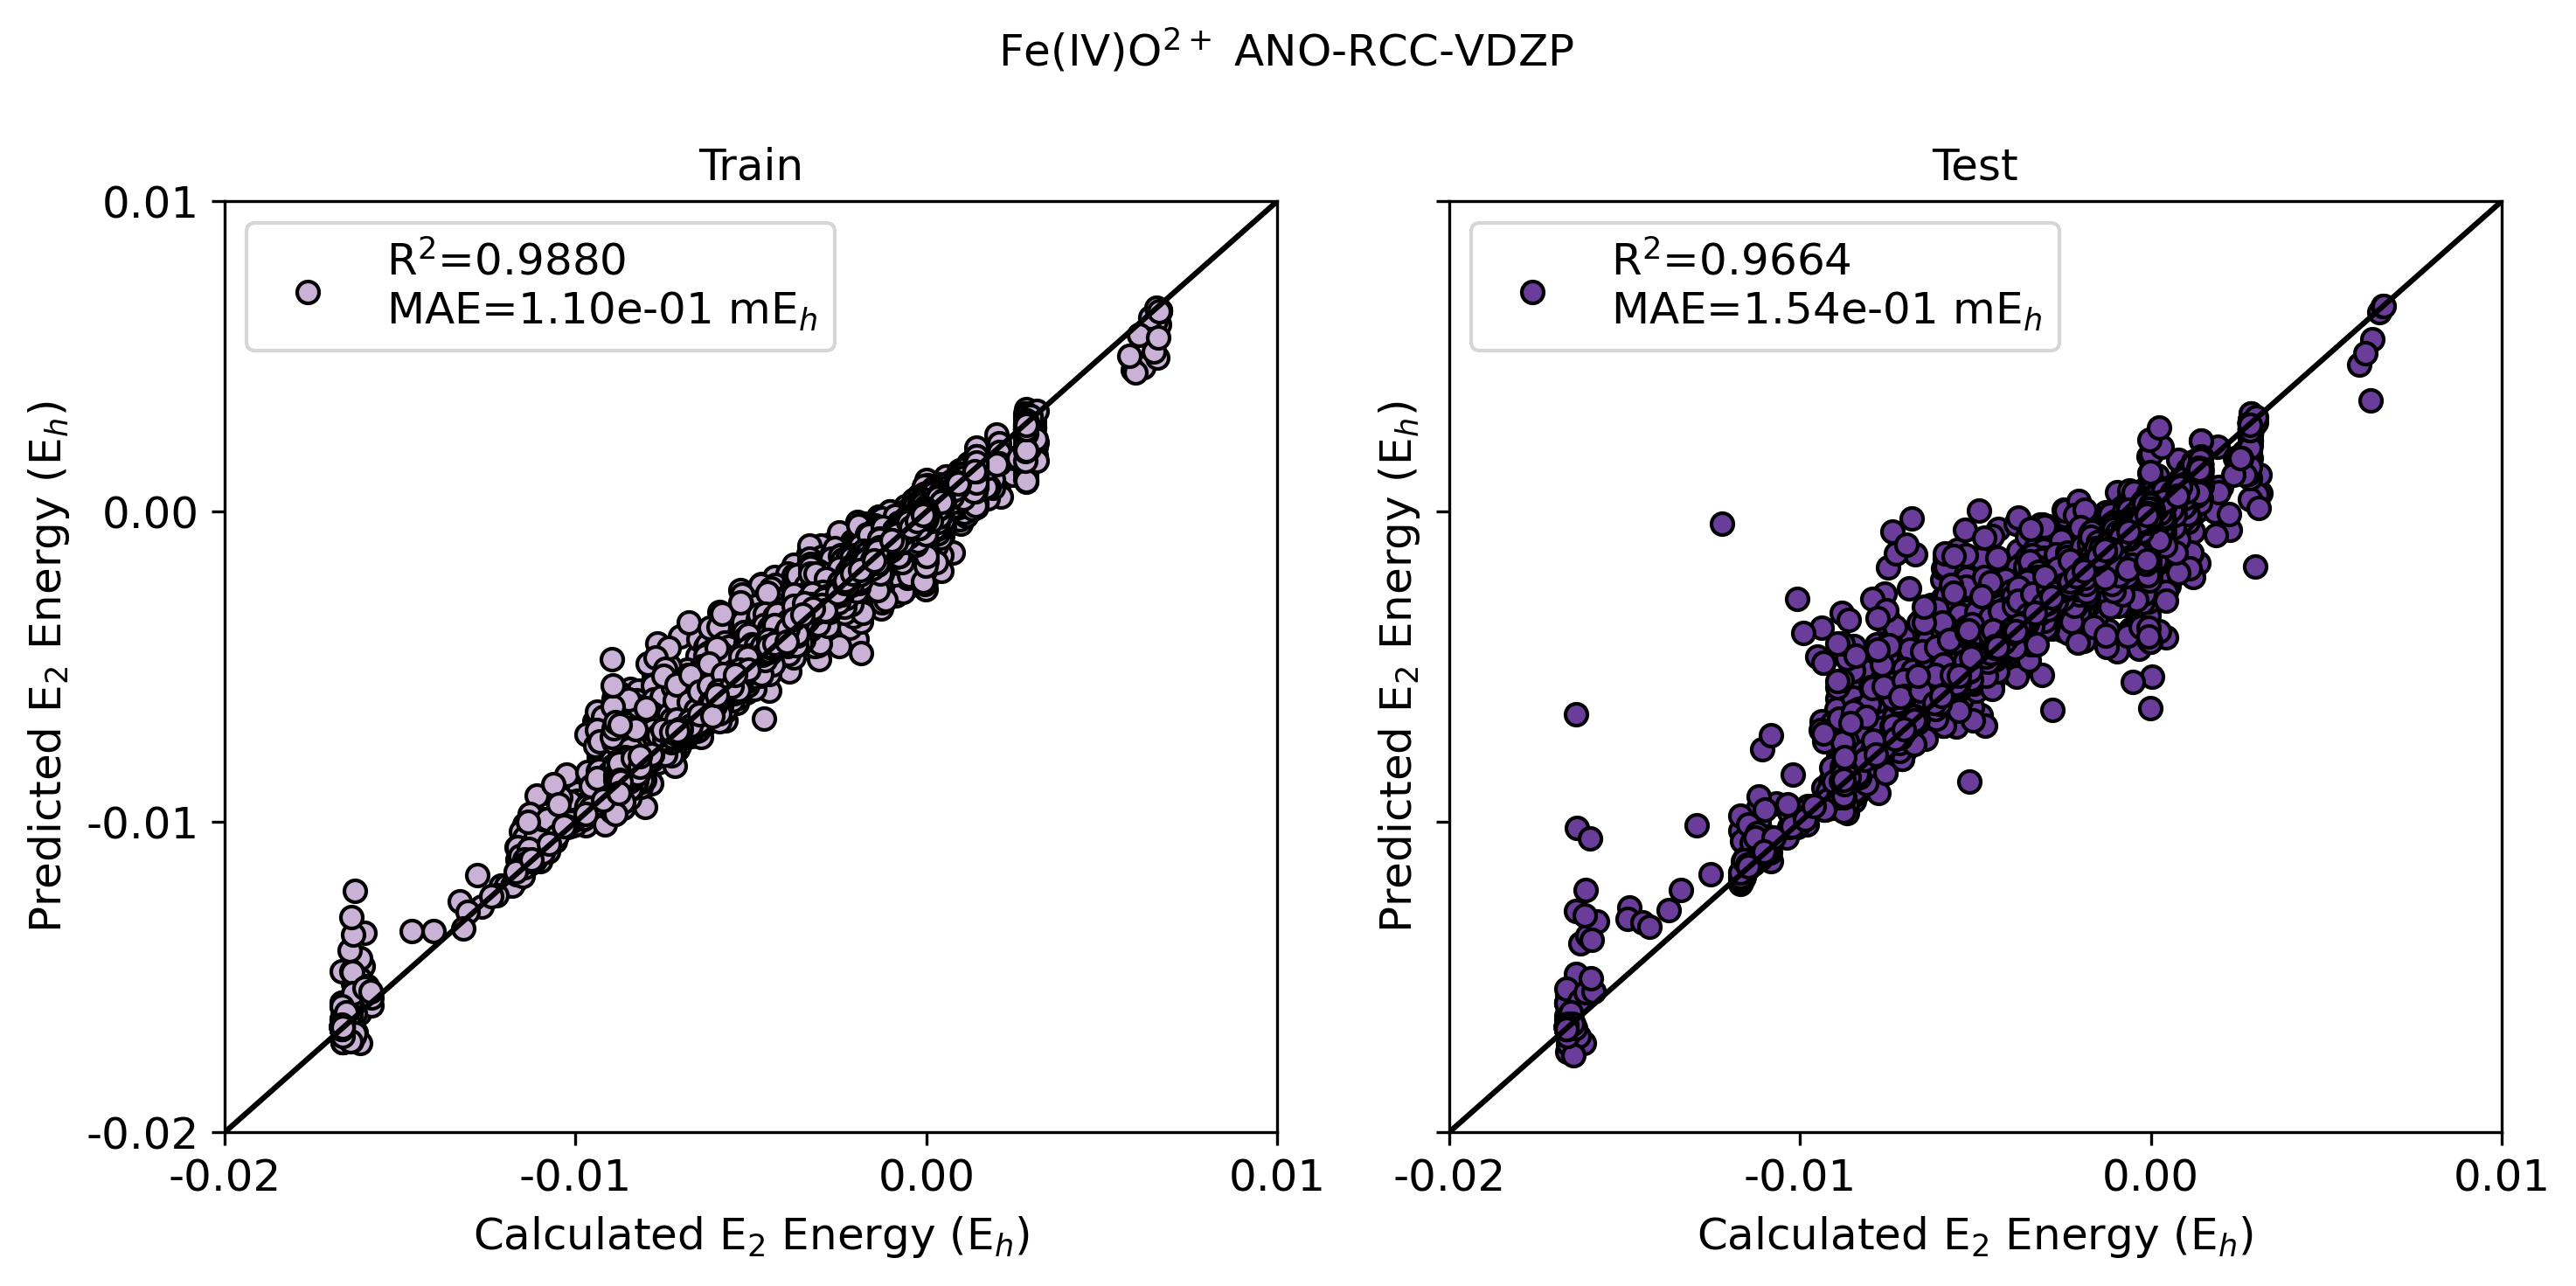 Fe(IV)O²⁺ ANO-RCC-VDZP
Train
R²=0.9880
MAE=1.10e-01 mEₕ
Predicted E₂ Energy (Eₕ)
0.01
0.00
-0.01
-0.02
-0.02 -0.01 0.00 0.01
Calculated E₂ Energy (Eₕ)
Test
R²=0.9664
MAE=1.54e-01 mEₕ
Predicted E₂ Energy (Eₕ)
-0.02 -0.01 0.00 0.01
Calculated E₂ Energy (Eₕ)